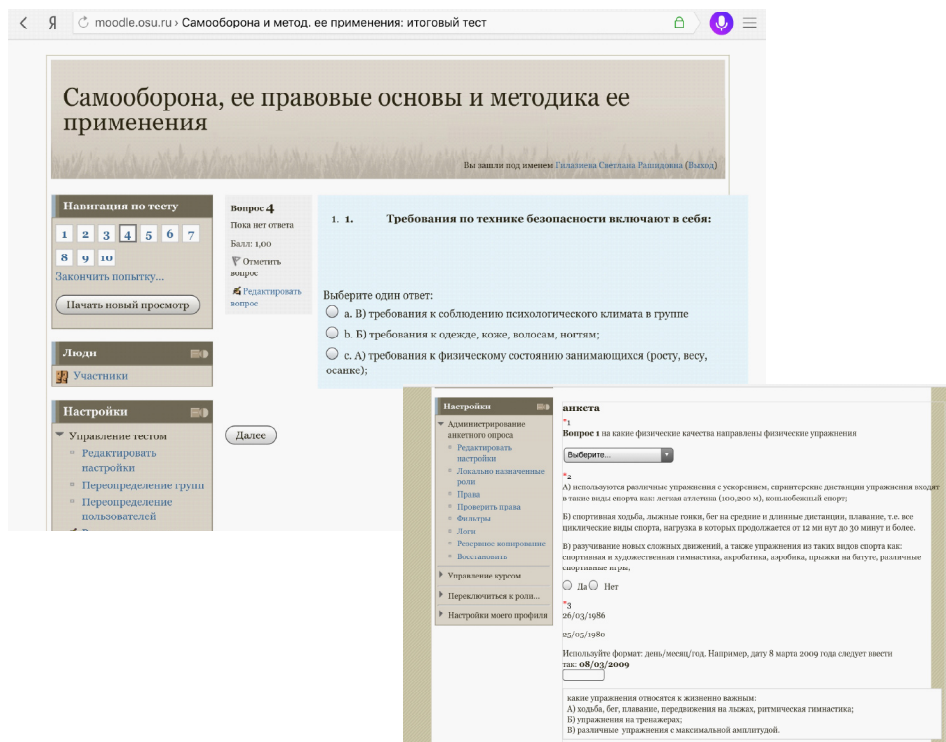 moodle.osu.ru › Самооборона и метод. ее применения: итоговый тест
Самооборона, ее правовые основы и методика ее
применения
Вы зашли под именем Гилазиева Светлана Рашидовна (Выход)
Навигация по тесту
1 2 3 4 5 6 7
8 9 10
Закончить попытку...
Начать новый просмотр
Люди
Участники
Настройки
Управление тестом
Редактировать
настройки
Переопределение групп
Переопределение
пользователей
Вопрос 4
Пока нет ответа
Балл: 1,00
Отметить
вопрос
Редактировать
вопрос
1. 1. Требования по технике безопасности включают в себя:
Выберите один ответ:
a. В) требования к соблюдению психологического климата в группе
b. Б) требования к одежде, коже, волосам, ногтям;
c. А) требования к физическому состоянию занимающихся (росту, весу,
осанке);
Далее
Настройки
Администрирование
анкетного опроса
Редактировать
настройки
Локально назначенные
роли
Права
Проверить права
Фильтры
Логи
Резервное копирование
Восстановить
Управление курсом
Переключиться к роли...
Настройки моего профиля
анкета
*1
Вопрос 1 на какие физические качества направлены физические упражнения
Выберите...
*2
А) используются различные упражнения с ускорением, спринтерские дистанции упражнения входят
в такие виды спорта как: легкая атлетика (100,200 м), конькобежный спорт;
Б) спортивная ходьба, лыжные гонки, бег на средние и длинные дистанции, плавание, т.е. все
циклические виды спорта, нагрузка в которых продолжается от 12 ми нут до 30 минут и более.
В) разучивание новых сложных движений, а также упражнения из таких видов спорта как:
спортивная и художественная гимнастика, акробатика, аэробика, прыжки на батуте, различные
спортивные игры,
Да Нет
*3
26/03/1986
25/05/1980
Используйте формат: день/месяц/год. Например, дату 8 марта 2009 года следует ввести
так: 08/03/2009
какие упражнения относятся к жизненно важным:
А) ходьба, бег, плавание, передвижения на лыжах, ритмическая гимнастика;
Б) упражнения на тренажерах;
В) различные упражнения с максимальной амплитудой.